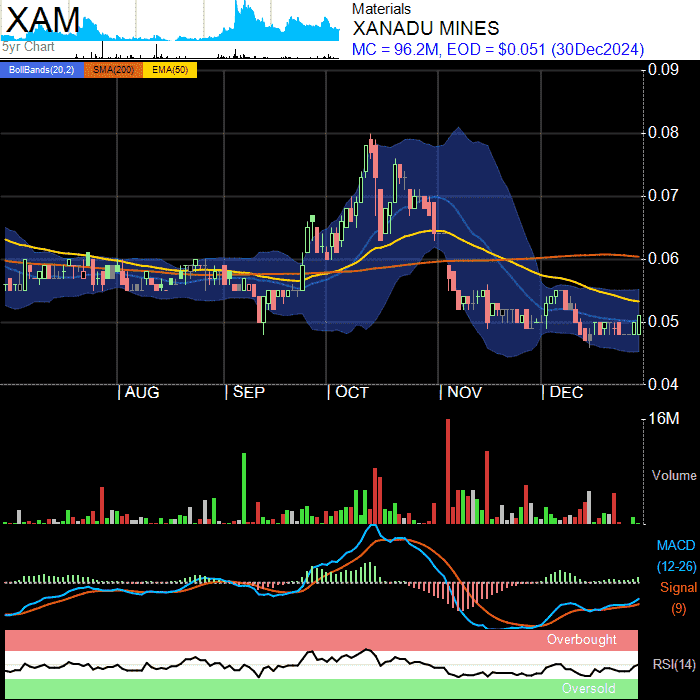 XAM
5yr Chart
Materials
XANADU MINES
MC = 96.2M, EOD = $0.051 (30Dec2024)
BollBands(20,2) SMA(200) EMA(50)
0.09
0.08
0.07
0.06
0.05
0.04
AUG SEP OCT NOV DEC
16M
Volume
MACD
(12-26)
Signal
(9)
Overbought
RSI(14)
Oversold